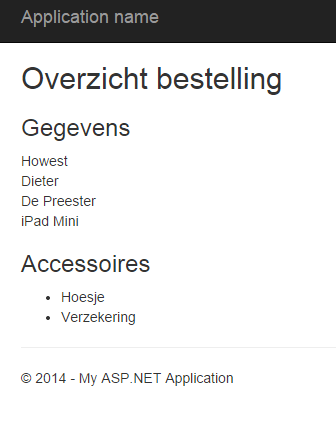 Application name
Overzicht bestelling
Gegevens
Howest
Dieter
De Preester
iPad Mini
Accessoires
• Hoesje
• Verzekering
© 2014 - My ASP.NET Application